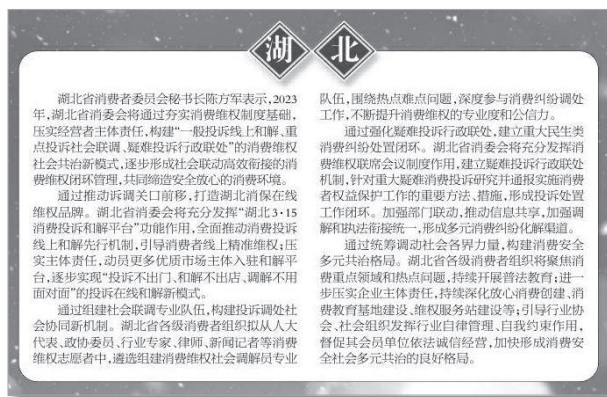 湖北
湖北省消费者委员会秘书长陈方军表示,2023
年,湖北省消委会将通过夯实消费维权制度基础,
压实经营者主体责任,构建“一般投诉线上和解、重
点投诉社会联调、疑难投诉行政联处”的消费维权
社会共治新模式,逐步形成社会联动高效衔接的消
费维权闭环管理,共同缔造安全放心的消费环境。
通过推动诉调关口前移,打造湖北消保在线
维权品牌。湖北省消委会将充分发挥“湖北3·15
消费投诉和解平台”功能作用,全面推动消费投诉
线上和解先行机制,引导消费者线上精准维权;压
实主体责任,动员更多优质市场主体入驻和解平
台,逐步实现“投诉不出门、和解不出店、调解不用
面对面”的投诉在线和解新模式。
通过组建社会联调专业队伍,构建投诉调处社
会协同新机制。湖北省各级消费者组织拟从人大
代表、政协委员、行业专家、律师、新闻记者等消费
维权志愿者中,遴选组建消费维权社会调解员专业
队伍,围绕热点难点问题,深度参与消费纠纷调处
工作,不断提升消费维权的专业度和公信力。
通过强化疑难投诉行政联处,建立重大民生类
消费纠纷处置闭环。湖北省消委会将充分发挥消
费维权联席会议制度作用,建立疑难投诉行政联处
机制,针对重大疑难消费投诉研究并通报实施消费
者权益保护工作的重要方法、措施,形成投诉处置
工作闭环。加强部门联动,推动信息共享,加强调
解和执法衔接统一,形成多元消费纠纷化解渠道。
通过统筹调动社会各界力量,构建消费安全
多元共治格局。湖北省各级消费者组织将聚焦消
费重点领域和热点问题,持续开展普法教育;进一
步压实企业主体责任,持续深化放心消费创建、消
费教育基地建设、维权服务站建设等;引导行业协
会、社会组织发挥行业自律管理、自我约束作用,
督促其会员单位依法诚信经营,加快形成消费安
全社会多元共治的良好格局。